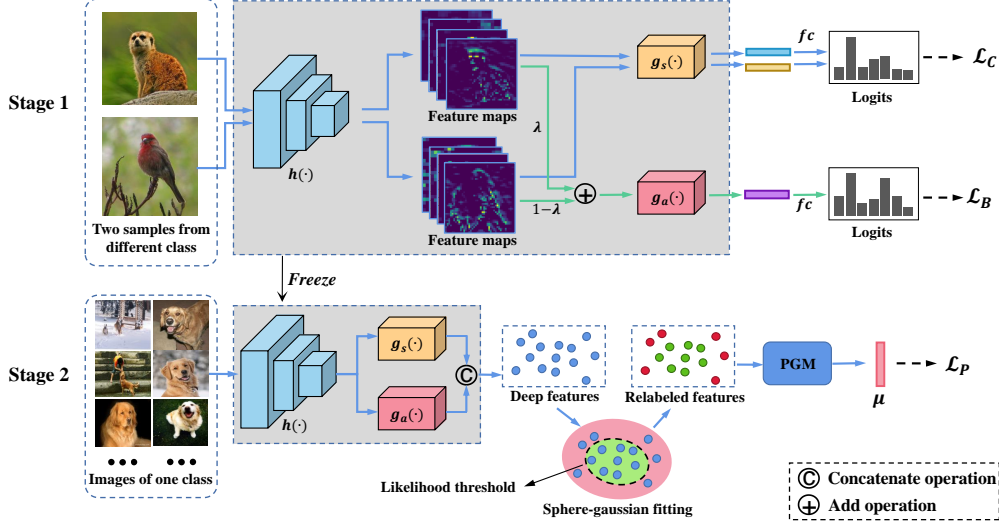 Stage 1
Two samples from
different class
h(·)
Feature maps
Feature maps
λ
1−λ
g_s(·)
g_a(·)
fc
fc
Logits
Logits
ℒ_C
ℒ_B
Freeze
Stage 2
Images of one class
h(·)
g_s(·)
g_a(·)
C
Deep features
Relabeled features
PGM
μ
ℒ_P
Likelihood threshold
Sphere-gaussian fitting
C Concatenate operation
+ Add operation